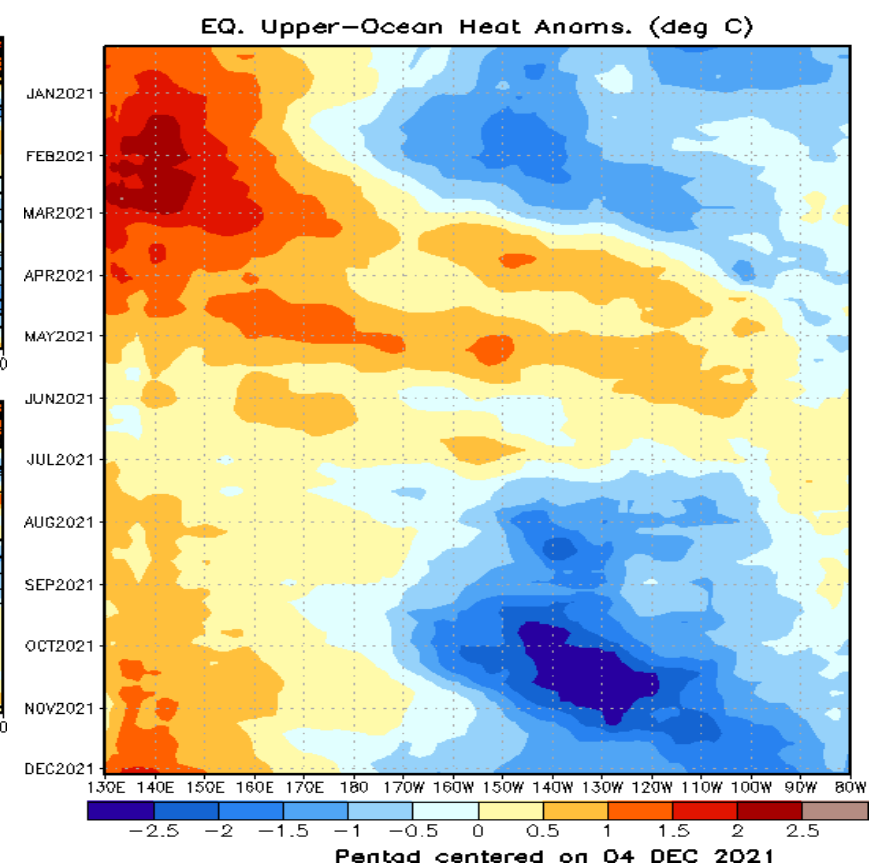 EQ. Upper-Ocean Heat Anoms. (deg C)
JAN2021
FEB2021
MAR2021
APR2021
MAY2021
JUN2021
JUL2021
AUG2021
SEP2021
OCT2021
NOV2021
DEC2021
0
0
130E 140E 150E 160E 170E 180 170W 160W 150W 140W 130W 120W 110W 100W 90W 80W
-2.5 -2 -1.5 -1 -0.5 0 0.5 1 1.5 2 2.5
Pentad centered on 04 DEC 2021